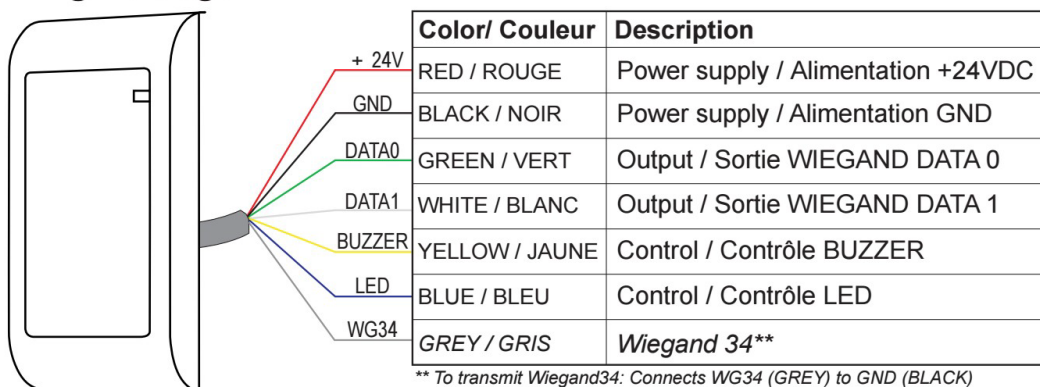 Color/ Couleur Description
+ 24V RED / ROUGE Power supply / Alimentation +24VDC
GND BLACK / NOIR Power supply / Alimentation GND
DATA0 GREEN / VERT Output / Sortie WIEGAND DATA 0
DATA1 WHITE / BLANC Output / Sortie WIEGAND DATA 1
BUZZER YELLOW / JAUNE Control / Contrôle BUZZER
LED BLUE / BLEU Control / Contrôle LED
WG34 GREY / GRIS Wiegand 34**
** To transmit Wiegand34: Connects WG34 (GREY) to GND (BLACK)